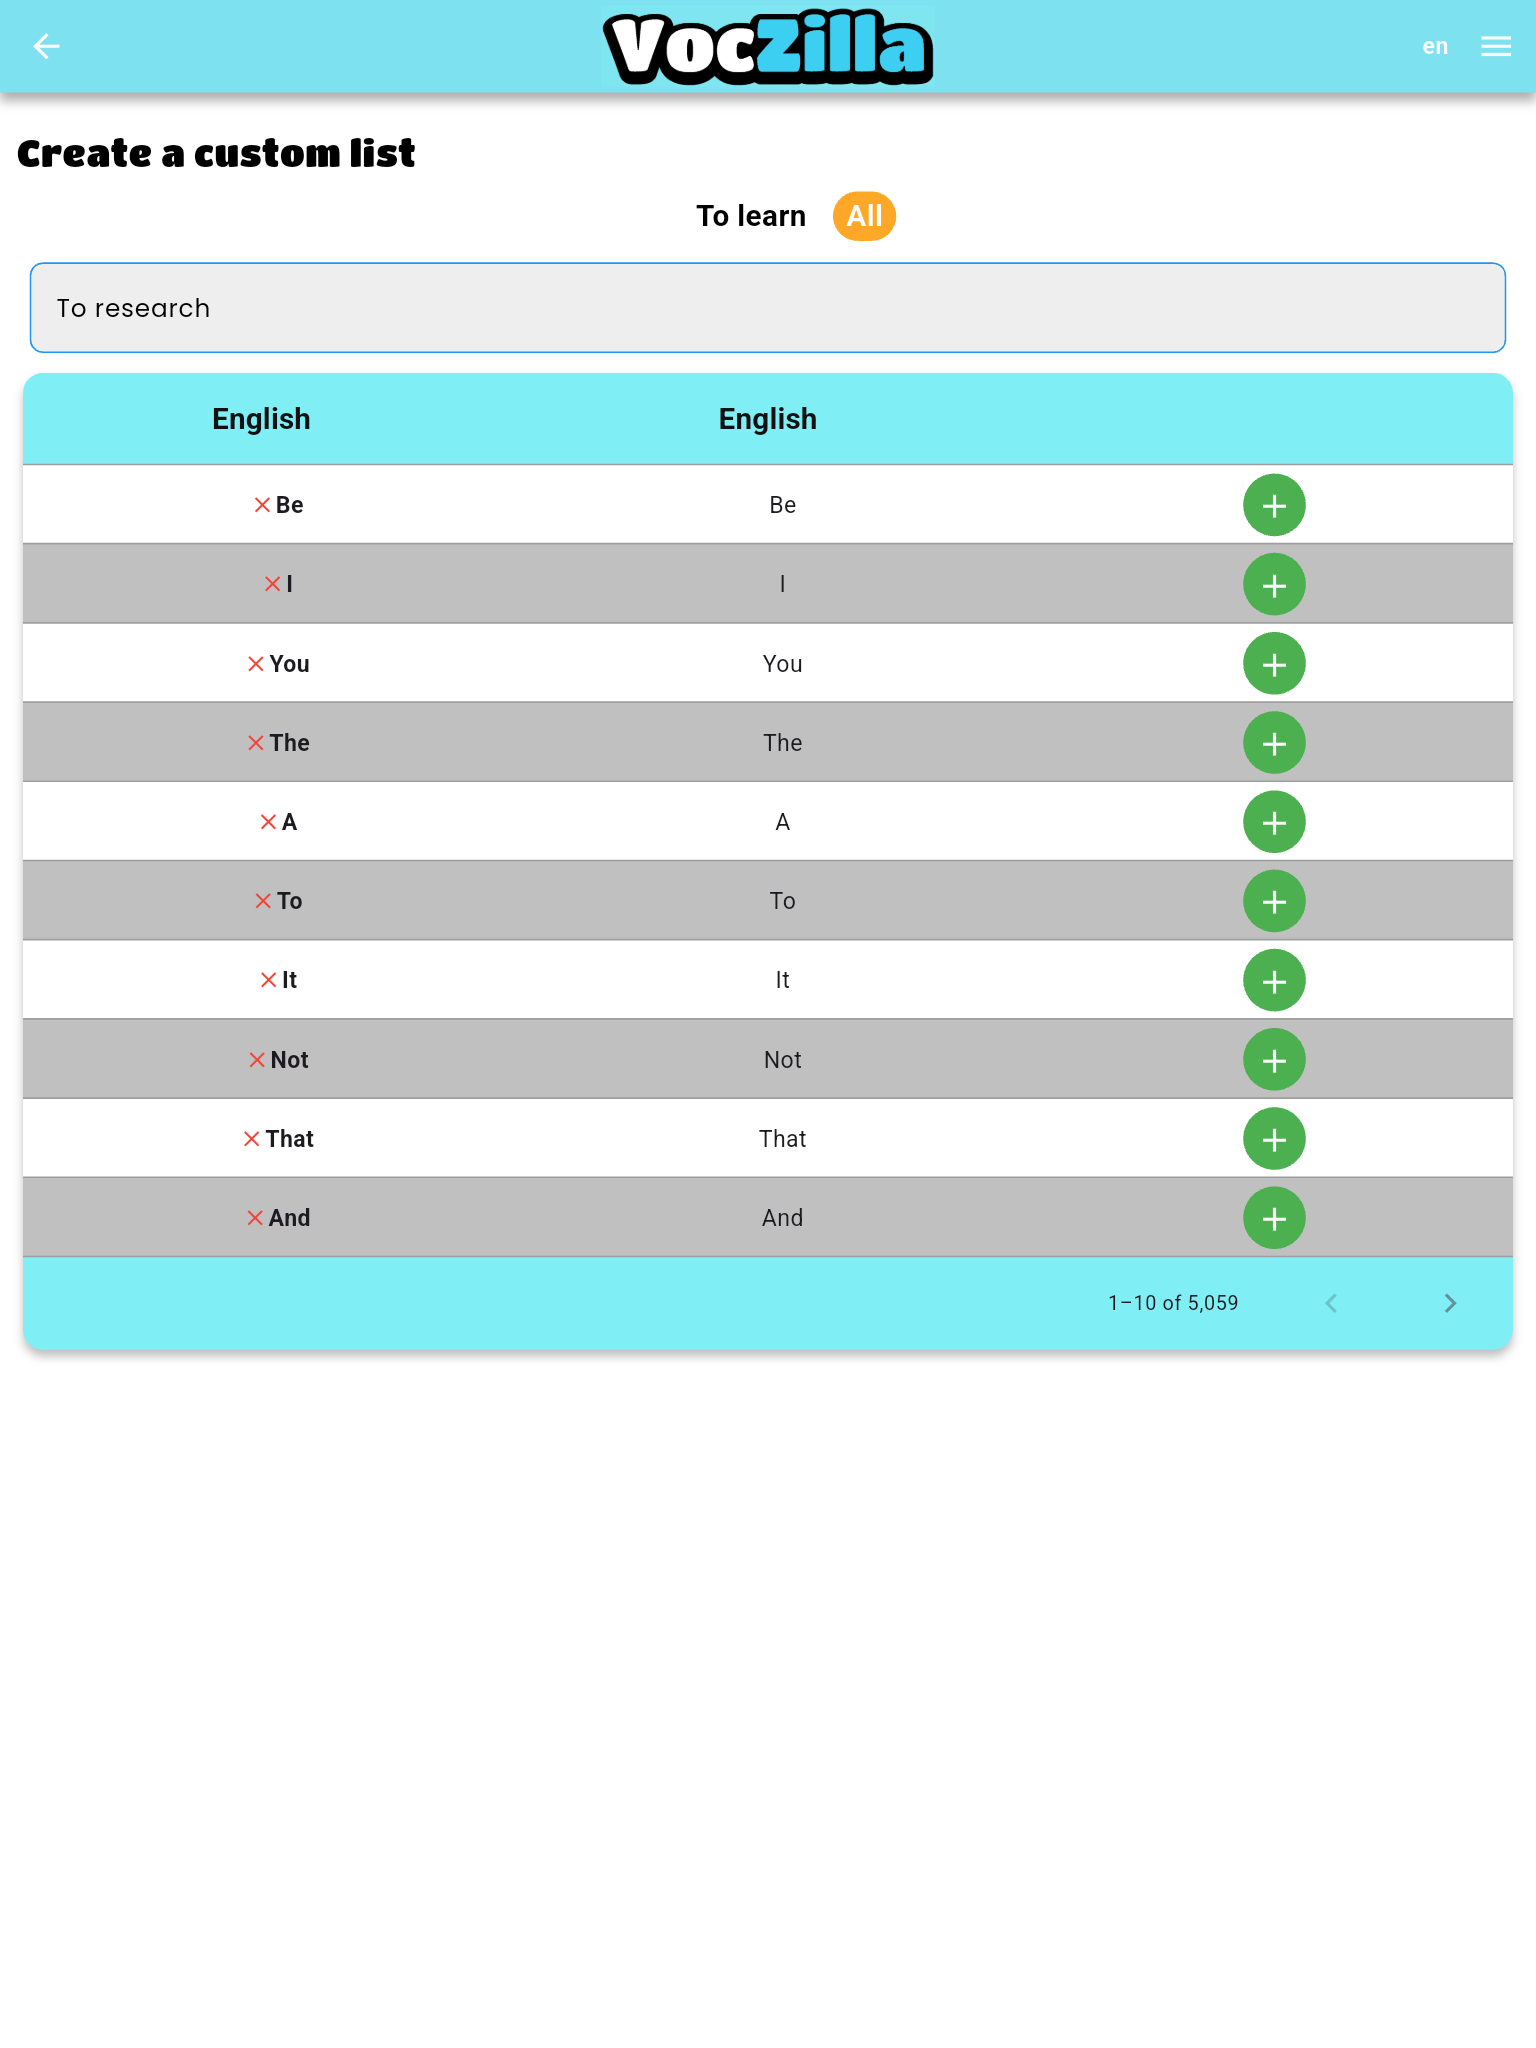 VocZilla
en
Create a custom list
To learn All
To research
English English
Be Be
I I
You You
The The
A A
To To
It It
Not Not
That That
And And
1–10 of 5,059